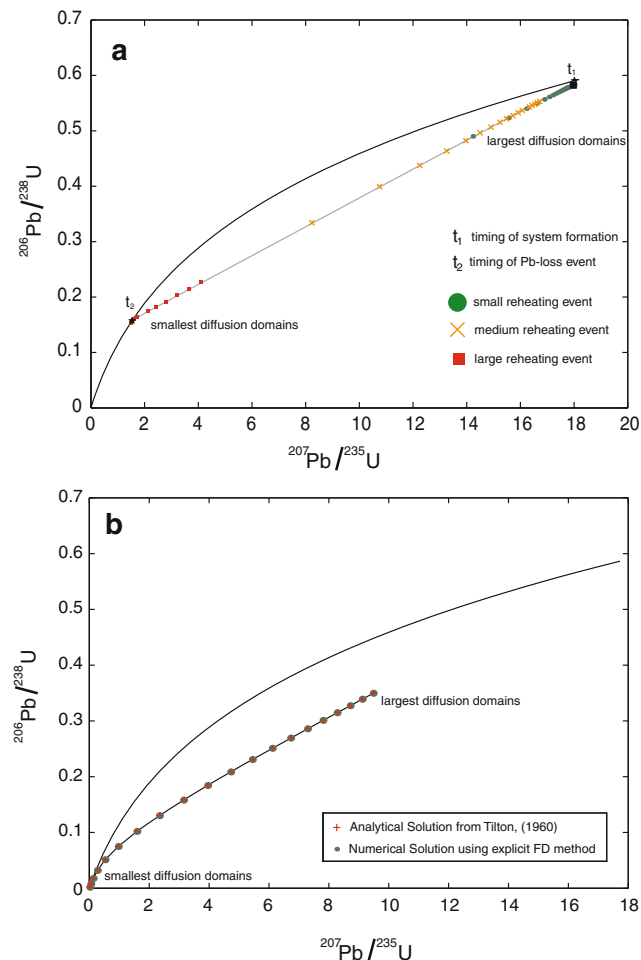 a
0.7
0.6
0.5
0.4
0.3
0.2
0.1
0
206Pb/238U
t1
largest diffusion domains
t1 timing of system formation
t2 timing of Pb-loss event
small reheating event
medium reheating event
large reheating event
t2
smallest diffusion domains
0 2 4 6 8 10 12 14 16 18 20
207Pb/235U
b
0.7
0.6
0.5
0.4
0.3
0.2
0.1
0
206Pb/238U
largest diffusion domains
Analytical Solution from Tilton, (1960)
Numerical Solution using explicit FD method
smallest diffusion domains
0 2 4 6 8 10 12 14 16 18
207Pb/235U